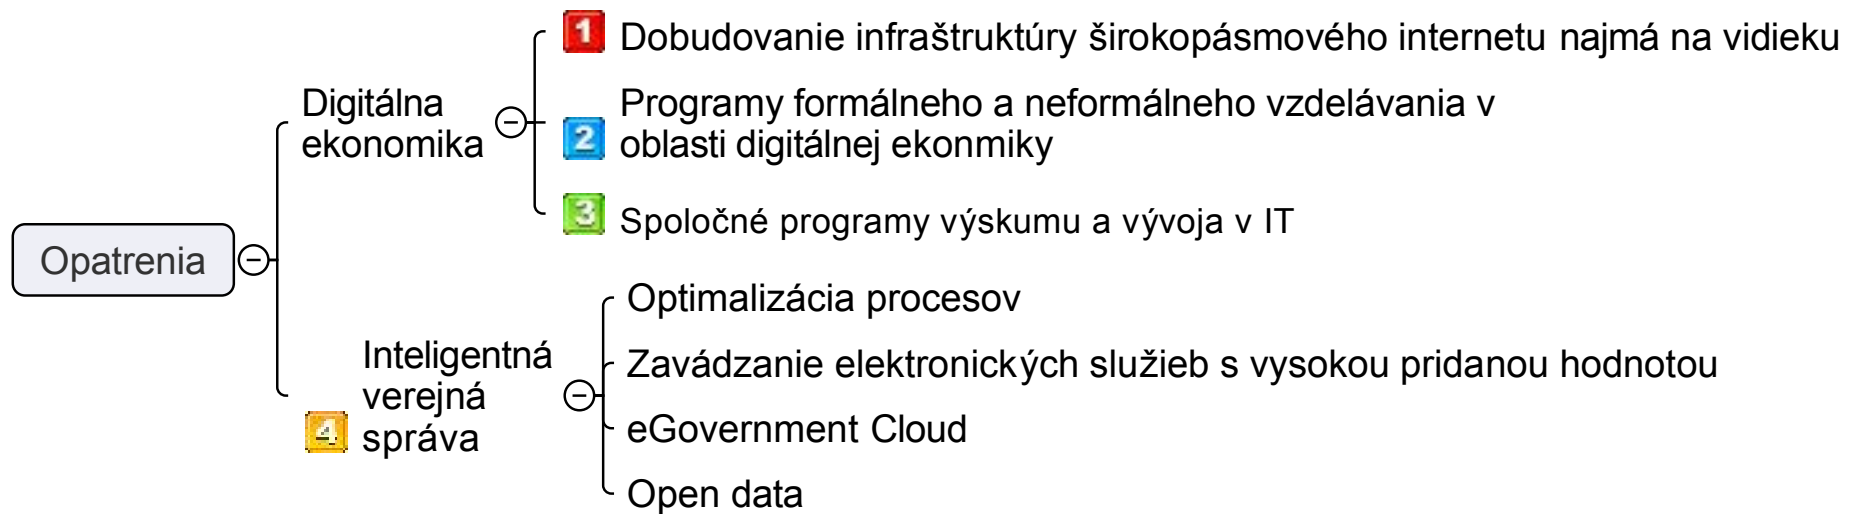 Opatrenia
Digitálna
ekonomika
1 Dobudovanie infraštruktúry širokopásmového internetu najmá na vidieku
Programy formálneho a neformálneho vzdelávania v
2 oblasti digitálnej ekonmiky
3 Spoločné programy výskumu a vývoja v IT
Inteligentná
verejná
4 správa
Optimalizácia procesov
Zavádzanie elektronických služieb s vysokou pridanou hodnotou
eGovernment Cloud
Open data